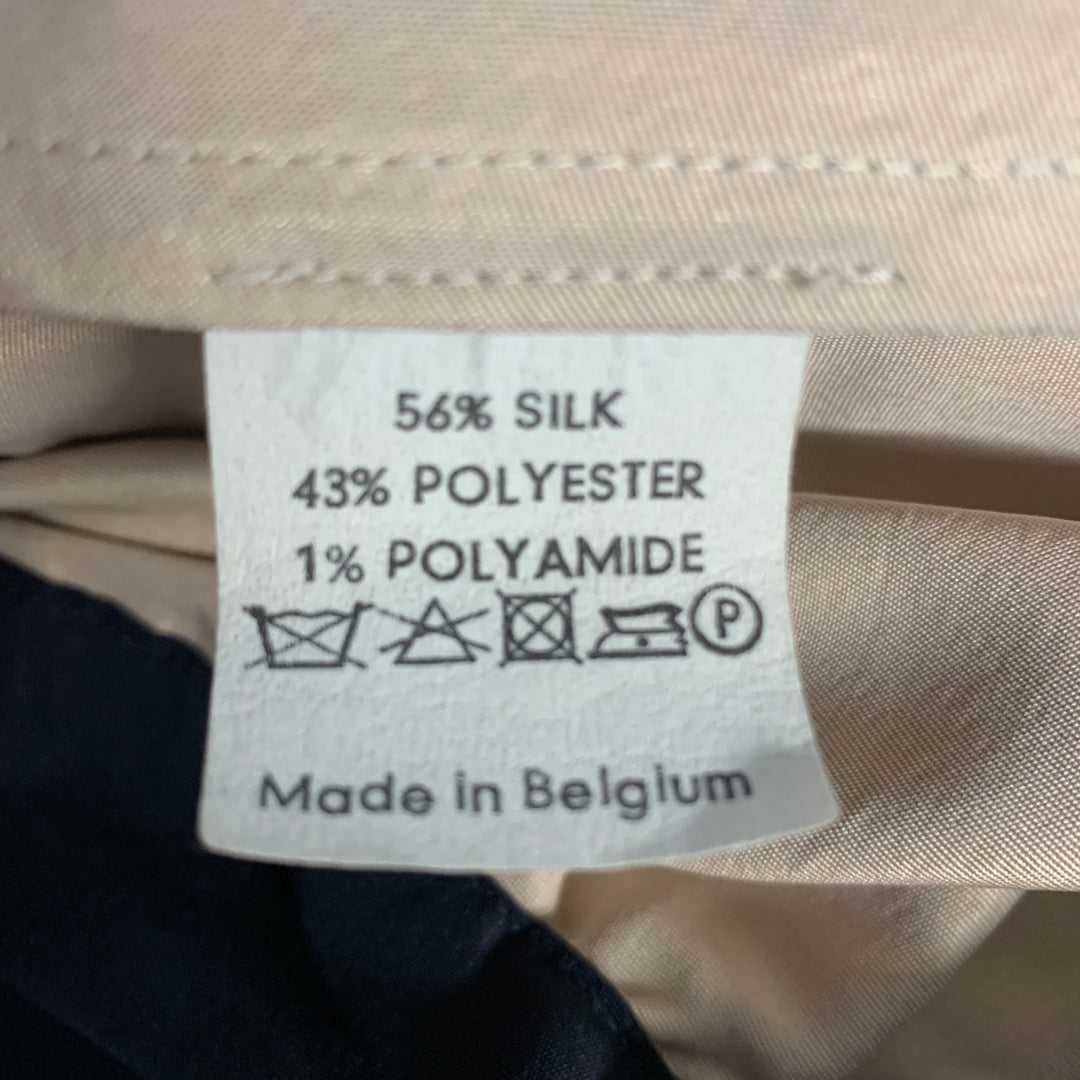 56% SILK
43% POLYESTER
1% POLYAMIDE
P
Made in Belgium